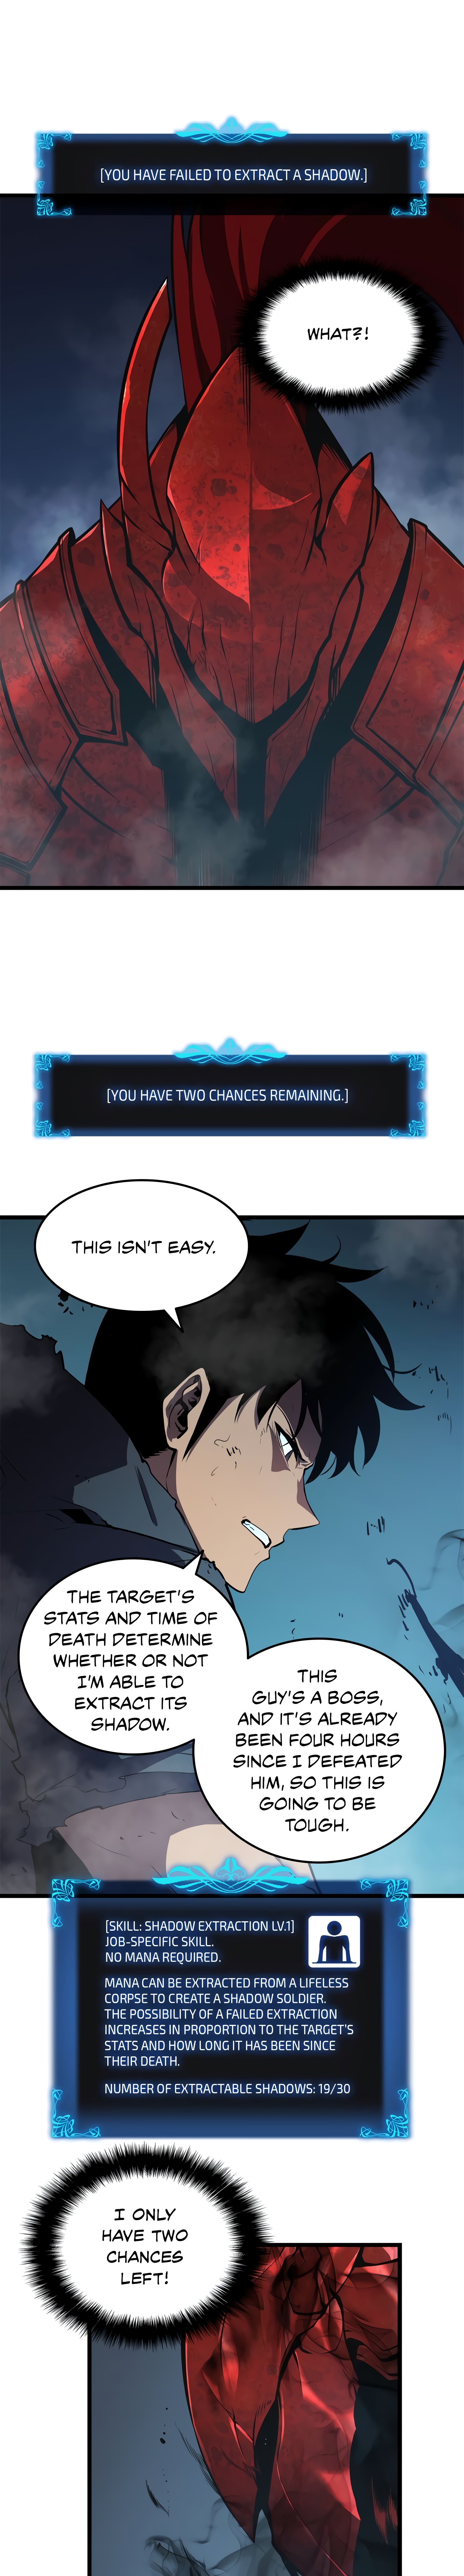 [YOU HAVE FAILED TO EXTRACT A SHADOW.]
WHAT?!
[YOU HAVE TWO CHANCES REMAINING.]
THIS ISN'T EASY.
THE TARGET'S
STATS AND TIME OF
DEATH DETERMINE
WHETHER OR NOT
I'M ABLE TO
EXTRACT ITS
SHADOW.
THIS
GUY'S A BOSS,
AND IT'S ALREADY
BEEN FOUR HOURS
SINCE I DEFEATED
HIM, SO THIS IS
GOING TO BE
TOUGH.
[SKILL: SHADOW EXTRACTION LV.1]
JOB-SPECIFIC SKILL.
NO MANA REQUIRED.
MANA CAN BE EXTRACTED FROM A LIFELESS
CORPSE TO CREATE A SHADOW SOLDIER.
THE POSSIBILITY OF A FAILED EXTRACTION
INCREASES IN PROPORTION TO THE TARGET'S
STATS AND HOW LONG IT HAS BEEN SINCE
THEIR DEATH.
NUMBER OF EXTRACTABLE SHADOWS: 19/30
I ONLY
HAVE TWO
CHANCES
LEFT!